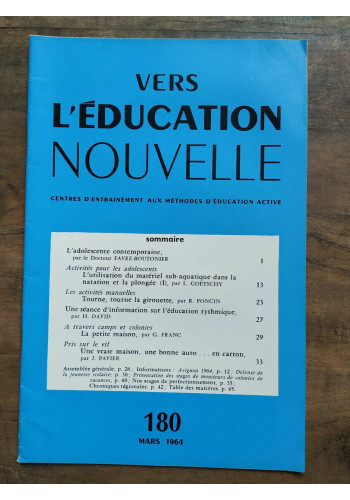 VERS
L'ÉDUCATION
NOUVELLE
CENTRES D'ENTRAINEMENT AUX MÉTHODES D'ÉDUCATION ACTIVE
sommaire
L'adolescente contemporaine,
par le Docteur FAVEZ-BOUTONIER 1
Activités pour les adolescents
L'utilisation du matériel sub-aquatique dans la
natation et la plongée (I), par L. GOETSCHY 13
Les activités manuelles
Tourne, tourne la girouette, par R. PONCIN 23
Une séance d'information sur l'éducation rythmique,
par H. DAVID 27
A travers camps et colonies
La petite maison, par G. FRANC 29
Pris sur le vif
Une vraie maison, une bonne auto . . . en carton,
par J. PAVIER 33
Assemblée générale, p. 26 ; Informations : Avignon 1964, p. 12 ; Défense de
la jeunesse scolaire, p. 38 ; Présentation des stages de moniteurs de colonies de
vacances, p. 40 ; Nos stages de perfectionnement, p. 35 ;
Chroniques régionales, p. 42 ; Table des matières, p. 45.
180
MARS 1964